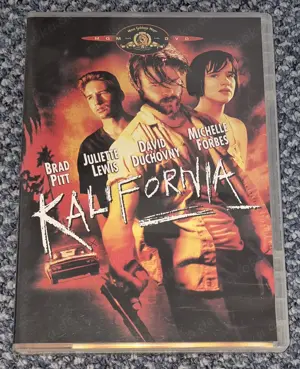 BRAD
PITT
JULIETTE
LEWIS
DAVID
DUCHOVNY
MICHELLE
FORBES
KALIFORNIA